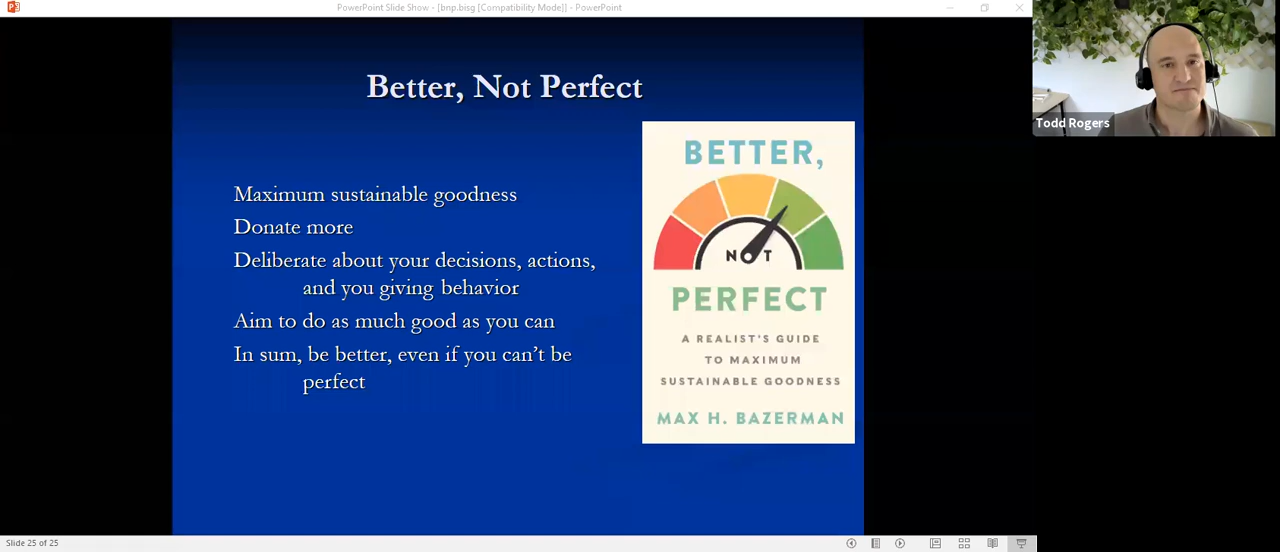 PowerPoint Slide Show - [bnp.bisg [Compatibility Mode]] - PowerPoint
Better, Not Perfect
Maximum sustainable goodness
Donate more
Deliberate about your decisions, actions,
and you giving behavior
Aim to do as much good as you can
In sum, be better, even if you can't be
perfect
BETTER,
NOT
PERFECT
A REALIST'S GUIDE
TO MAXIMUM
SUSTAINABLE GOODNESS
MAX H. BAZERMAN
Todd Rogers
Slide 25 of 25